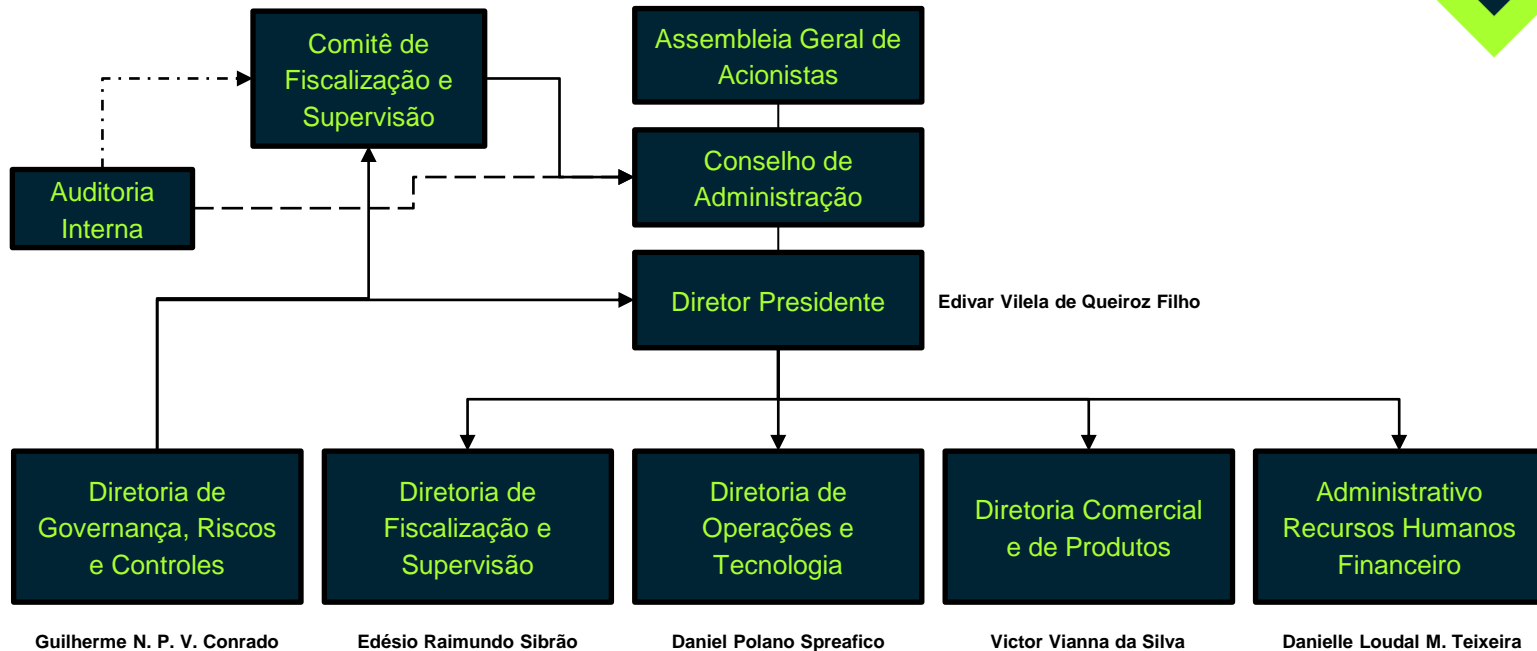 Comitê de
Fiscalização e
Supervisão
Assembleia Geral de
Acionistas
Auditoria
Interna
Conselho de
Administração
Diretor Presidente
Edivar Vilela de Queiroz Filho
Diretoria de
Governança, Riscos
e Controles
Diretoria de
Fiscalização e
Supervisão
Diretoria de
Operações e
Tecnologia
Diretoria Comercial
e de Produtos
Administrativo
Recursos Humanos
Financeiro
Guilherme N. P. V. Conrado
Edésio Raimundo Sibrão
Daniel Polano Spreafico
Victor Vianna da Silva
Danielle Loudal M. Teixeira